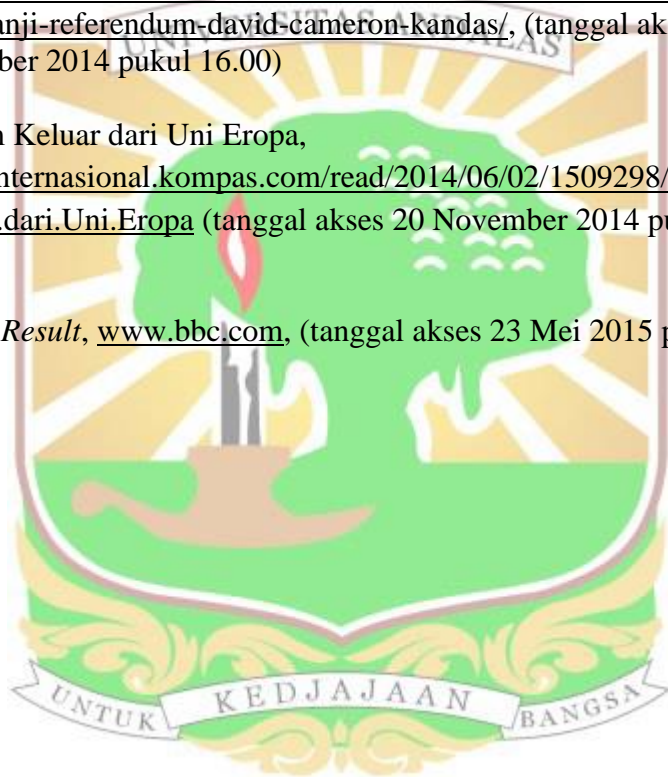 anji-referendum-david-cameron-kandas/, (tanggal ak
UNIVERSITAS ANDALAS
ber 2014 pukul 16.00)
n Keluar dari Uni Eropa,
nternasional.kompas.com/read/2014/06/02/1509298/
.dari.Uni.Eropa (tanggal akses 20 November 2014 pu
Result, www.bbc.com, (tanggal akses 23 Mei 2015 p
UNTUK KEDJAJAAN BANGSA